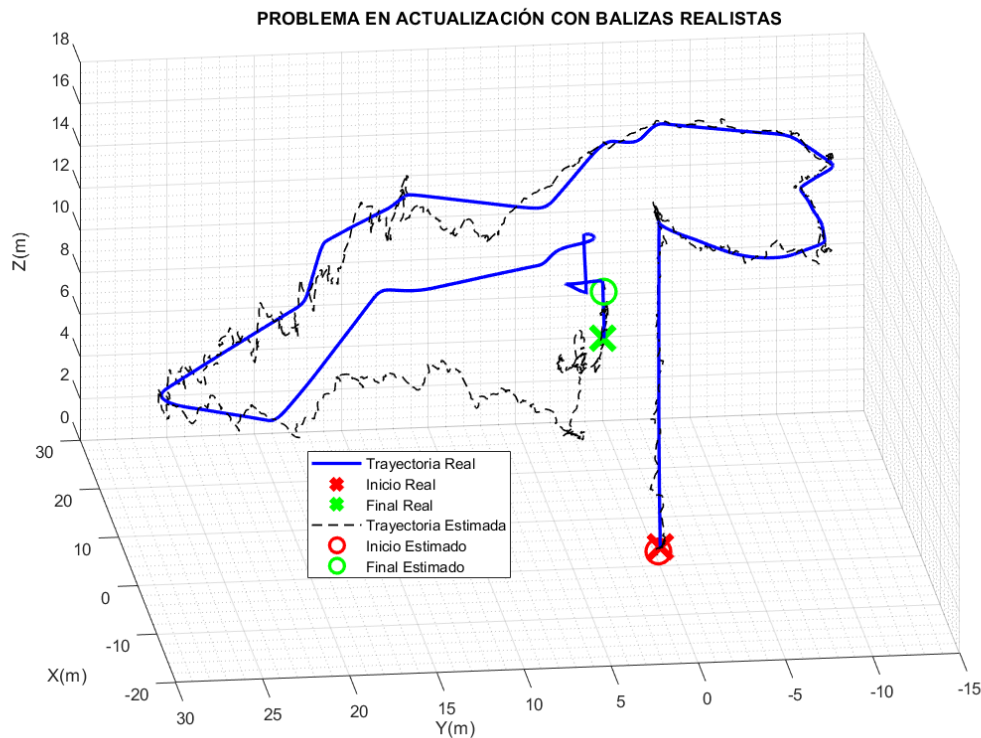 PROBLEMA EN ACTUALIZACIÓN CON BALIZAS REALISTAS
18
16
14
12
10
8
6
4
2
0
Z(m)
30
20
10
0
-10
-20
X(m)
30
25
20
15
10
5
0
-5
-10
-15
Y(m)
Trayectoria Real
Inicio Real
Final Real
Trayectoria Estimada
Inicio Estimado
Final Estimado